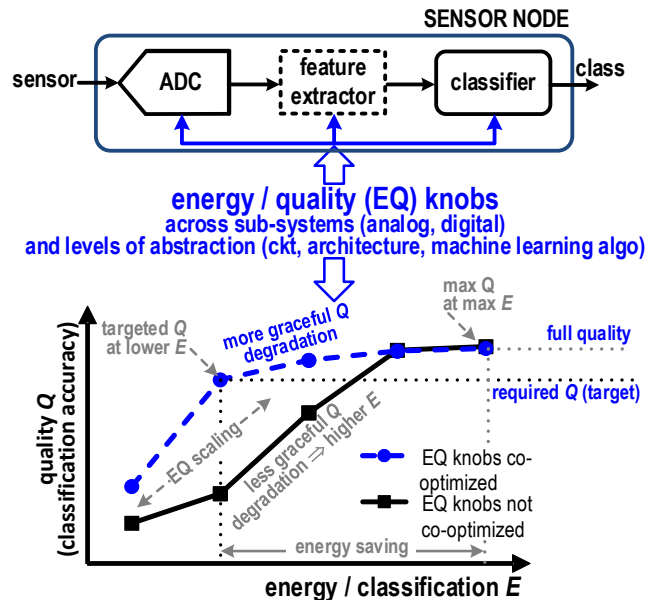 SENSOR NODE
sensor
ADC
feature
extractor
classifier
class
energy / quality (EQ) knobs
across sub-systems (analog, digital)
and levels of abstraction (ckt, architecture, machine learning algo)
targeted Q
at lower E
more graceful Q
degradation
max Q
at max E
full quality
required Q (target)
EQ scaling
less graceful Q
degradation ⇒ higher E
EQ knobs co-
optimized
EQ knobs not
co-optimized
energy saving
quality Q
(classification accuracy)
energy / classification E